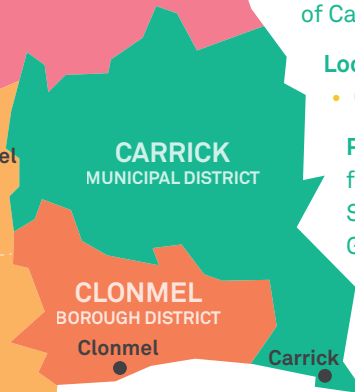 of Ca
Loc
el
CARRICK
MUNICIPAL DISTRICT
CLONMEL
BOROUGH DISTRICT
Clonmel
Carrick